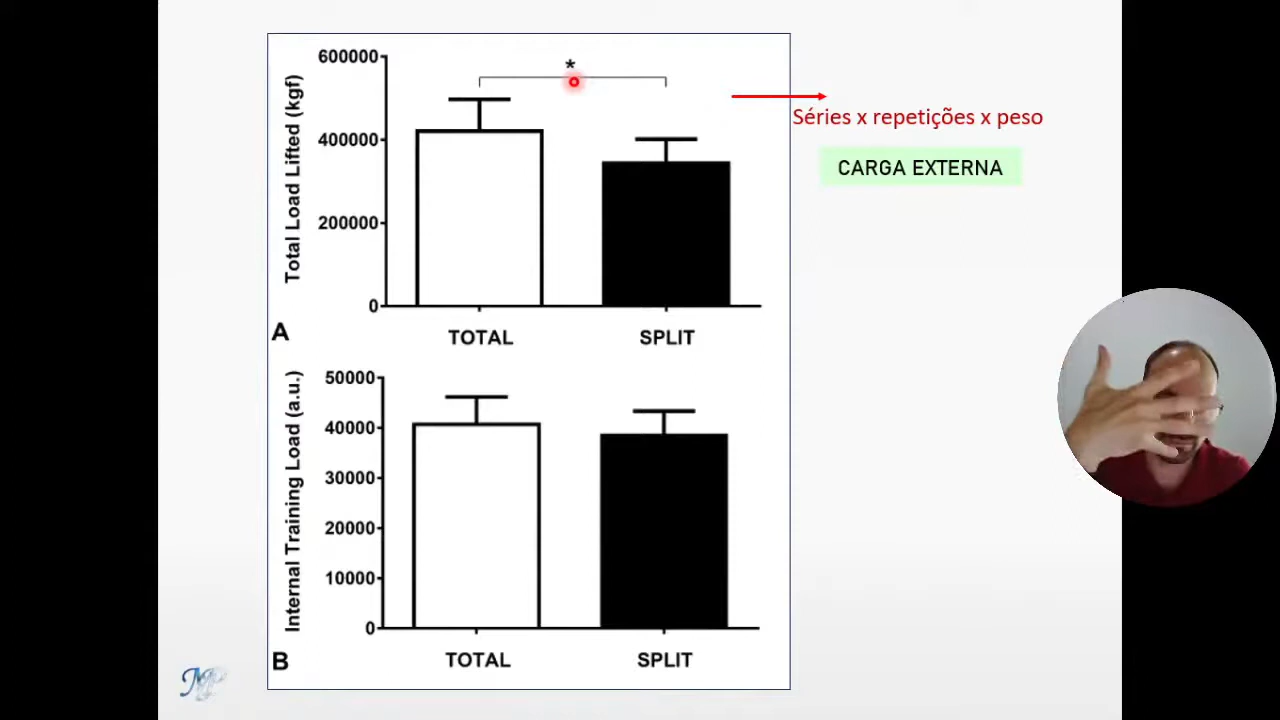 600000
*
Total Load Lifted (kgf)
400000
200000
0
TOTAL
SPLIT
A
Séries x repetições x peso
CARGA EXTERNA
50000
Internal Training Load (a.u.)
40000
30000
20000
10000
0
TOTAL
SPLIT
B